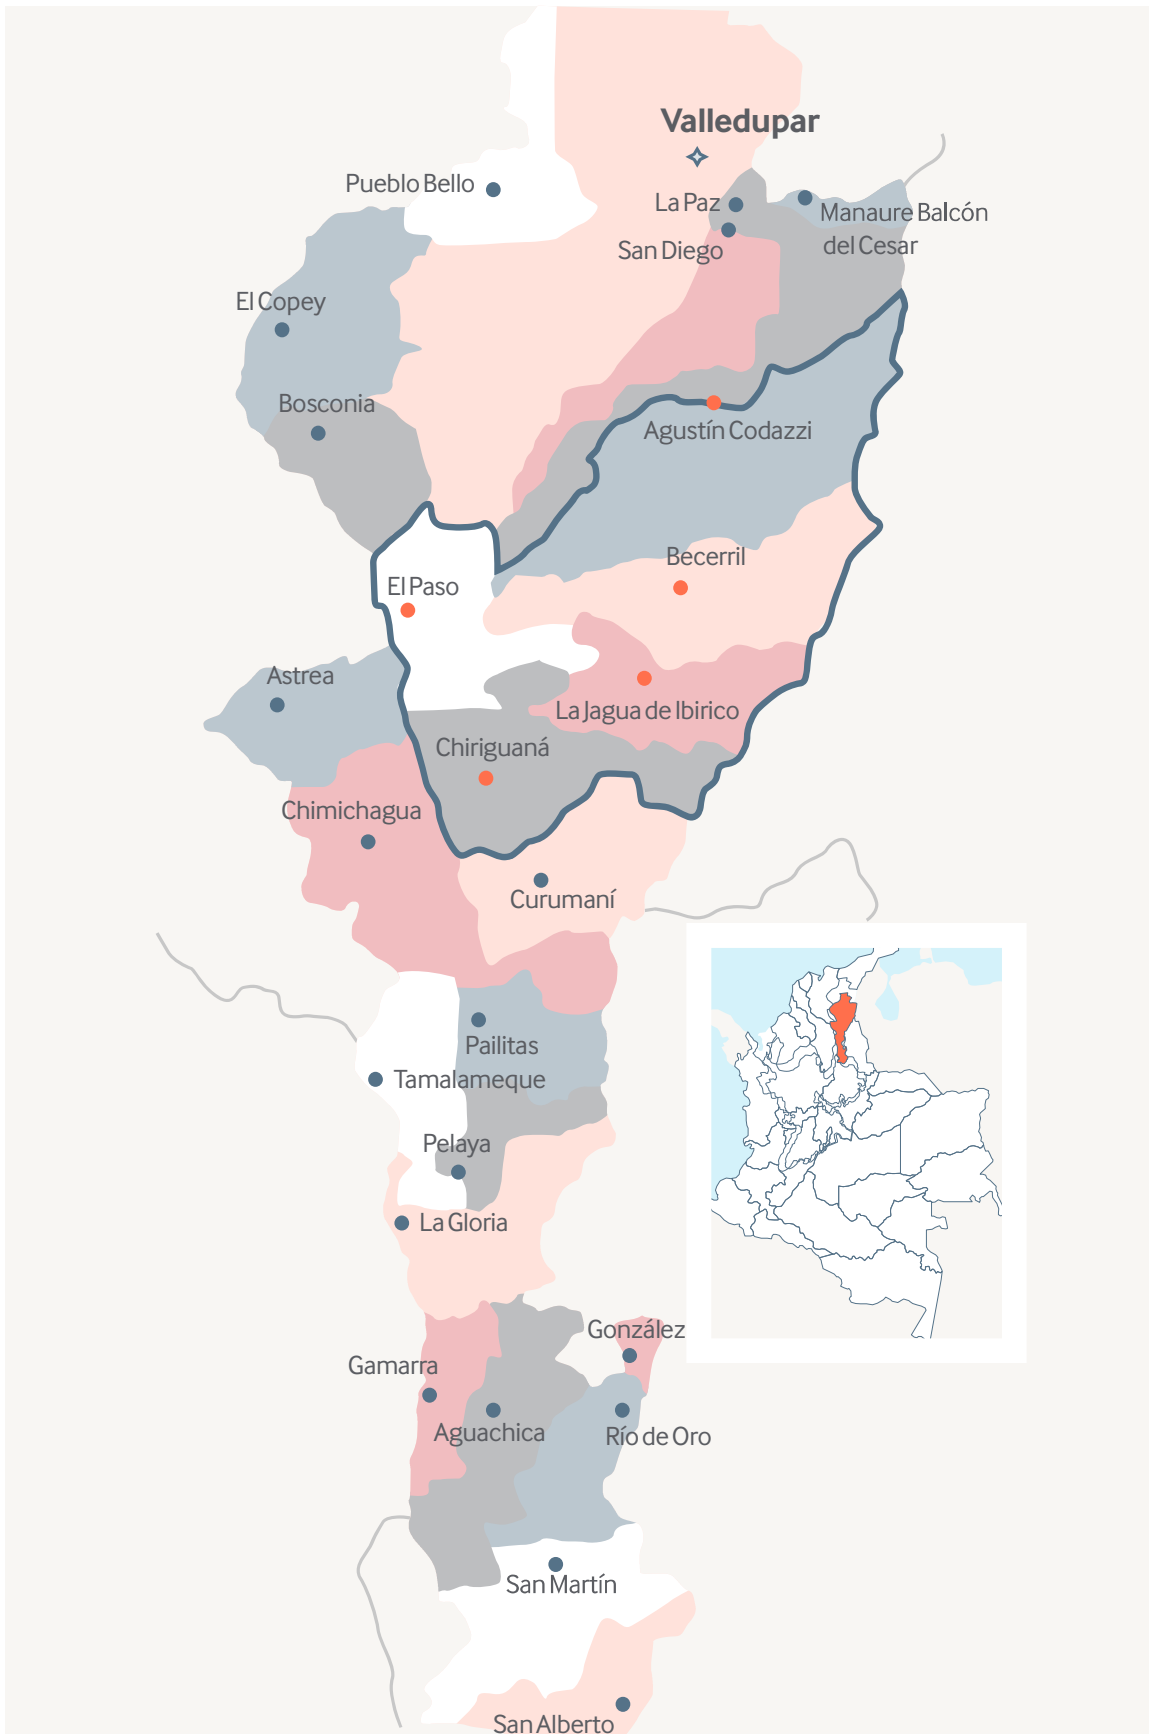 Valledupar
Pueblo Bello
La Paz
Manaure Balcón
del Cesar
San Diego
El Copey
Bosconia
Agustín Codazzi
Becerril
El Paso
Astrea
La Jagua de Ibirico
Chiriguaná
Chimichagua
Curumaní
Pailitas
Tamalameque
Pelaya
La Gloria
González
Gamarra
Aguachica
Río de Oro
San Martín
San Alberto